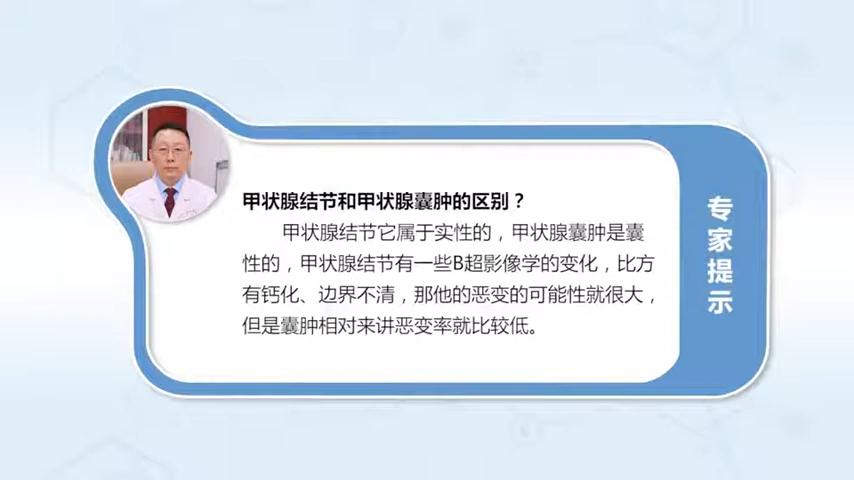 甲状腺结节和甲状腺囊肿的区别？
甲状腺结节它属于实性的，甲状腺囊肿是囊
性的，甲状腺结节有一些B超影像学的变化，比方
有钙化、边界不清，那他的恶变的可能性就很大，
但是囊肿相对来讲恶变率就比较低。
专家提示